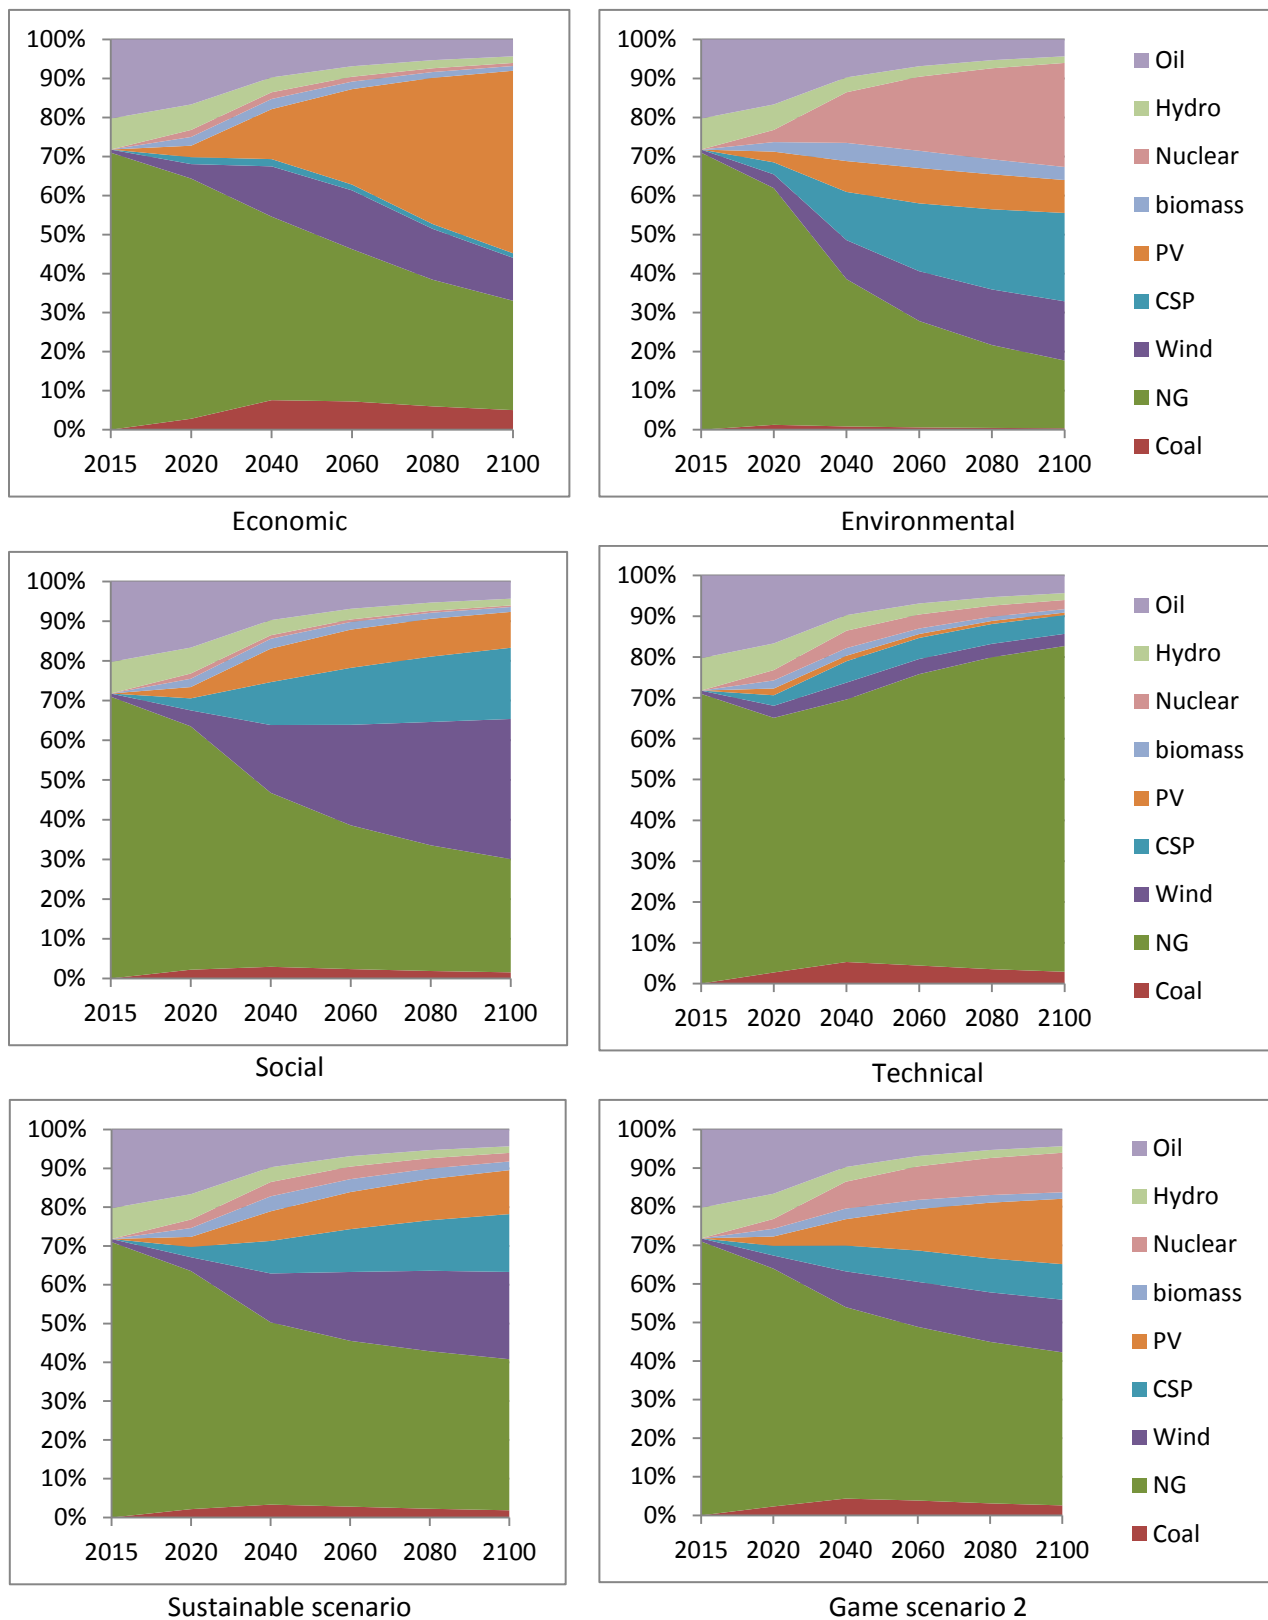 100%
90%
80%
70%
60%
50%
40%
30%
20%
10%
0%
2015 2020 2040 2060 2080 2100
Economic
100%
90%
80%
70%
60%
50%
40%
30%
20%
10%
0%
2015 2020 2040 2060 2080 2100
Oil
Hydro
Nuclear
biomass
PV
CSP
Wind
NG
Coal
Environmental
100%
90%
80%
70%
60%
50%
40%
30%
20%
10%
0%
2015 2020 2040 2060 2080 2100
Social
100%
90%
80%
70%
60%
50%
40%
30%
20%
10%
0%
2015 2020 2040 2060 2080 2100
Oil
Hydro
Nuclear
biomass
PV
CSP
Wind
NG
Coal
Technical
100%
90%
80%
70%
60%
50%
40%
30%
20%
10%
0%
2015 2020 2040 2060 2080 2100
Sustainable scenario
100%
90%
80%
70%
60%
50%
40%
30%
20%
10%
0%
2015 2020 2040 2060 2080 2100
Oil
Hydro
Nuclear
biomass
PV
CSP
Wind
NG
Coal
Game scenario 2